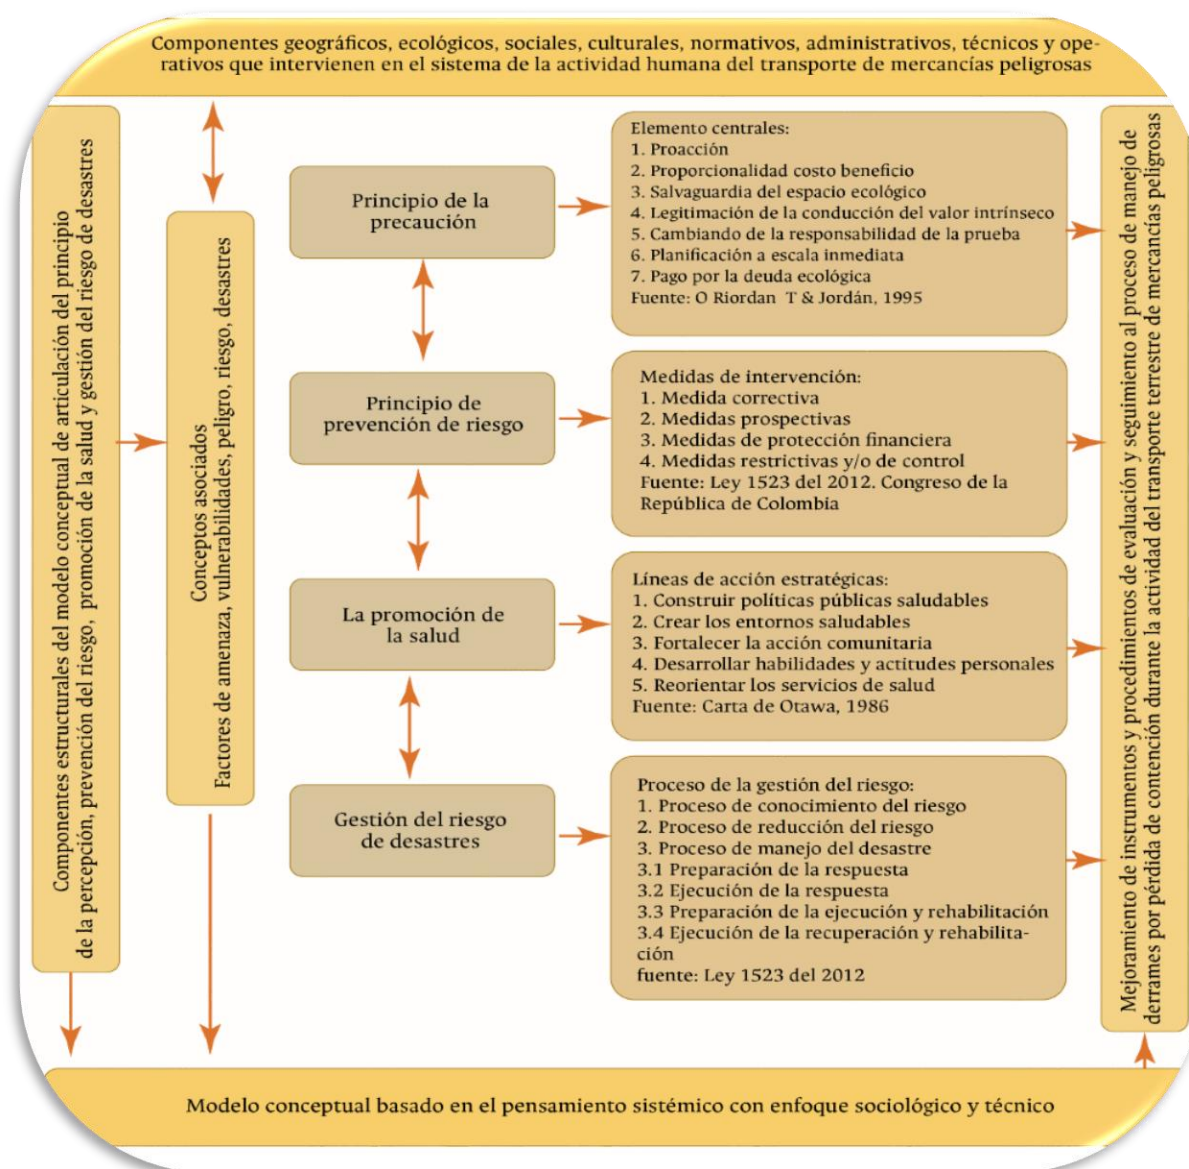 Componentes geográficos, ecológicos, sociales, culturales, normativos, administrativos, técnicos y ope-
rativos que intervienen en el sistema de la actividad humana del transporte de mercancías peligrosas
Componentes estructurales del modelo conceptual de articulación del principio
de la percepción, prevención del riesgo, promoción de la salud y gestión del riesgo de desastres
Conceptos asociados
Factores de amenaza, vulnerabilidades, peligro, riesgo, desastres
Principio de la
precaución
Elemento centrales:
1. Proacción
2. Proporcionalidad costo beneficio
3. Salvaguardia del espacio ecológico
4. Legitimación de la conducción del valor intrínseco
5. Cambiando de la responsabilidad de la prueba
6. Planificación a escala inmediata
7. Pago por la deuda ecológica
Fuente: O Riordan T & Jordán, 1995
Principio de
prevención de riesgo
Medidas de intervención:
1. Medida correctiva
2. Medidas prospectivas
3. Medidas de protección financiera
4. Medidas restrictivas y/o de control
Fuente: Ley 1523 del 2012. Congreso de la
República de Colombia
La promoción de
la salud
Líneas de acción estratégicas:
1. Construir políticas públicas saludables
2. Crear los entornos saludables
3. Fortalecer la acción comunitaria
4. Desarrollar habilidades y actitudes personales
5. Reorientar los servicios de salud
Fuente: Carta de Otawa, 1986
Gestión del riesgo
de desastres
Proceso de la gestión del riesgo:
1. Proceso de conocimiento del riesgo
2. Proceso de reducción del riesgo
3. Proceso de manejo del desastre
3.1 Preparación de la respuesta
3.2 Ejecución de la respuesta
3.3 Preparación de la ejecución y rehabilitación
3.4 Ejecución de la recuperación y rehabilita-
ción
fuente: Ley 1523 del 2012
Mejoramiento de instrumentos y procedimientos de evaluación y seguimiento al proceso de manejo de
derrames por pérdida de contención durante la actividad del transporte terrestre de mercancías peligrosas
Modelo conceptual basado en el pensamiento sistémico con enfoque sociológico y técnico